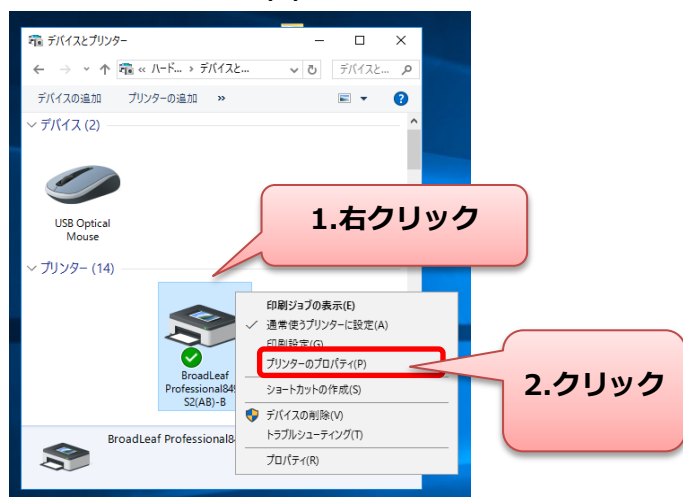 デバイスとプリンター
« ハード... › デバイスと...
デバイスと...
デバイスの追加 プリンターの追加 »
デバイス (2)
USB Optical
Mouse
1.右クリック
プリンター (14)
BroadLeaf
Professional84
S2(AB)-B
印刷ジョブの表示(E)
通常使うプリンターに設定(A)
印刷設定(G)
プリンターのプロパティ(P)
ショートカットの作成(S)
デバイスの削除(V)
トラブルシューティング(T)
プロパティ(R)
2.クリック
BroadLeaf Professional8